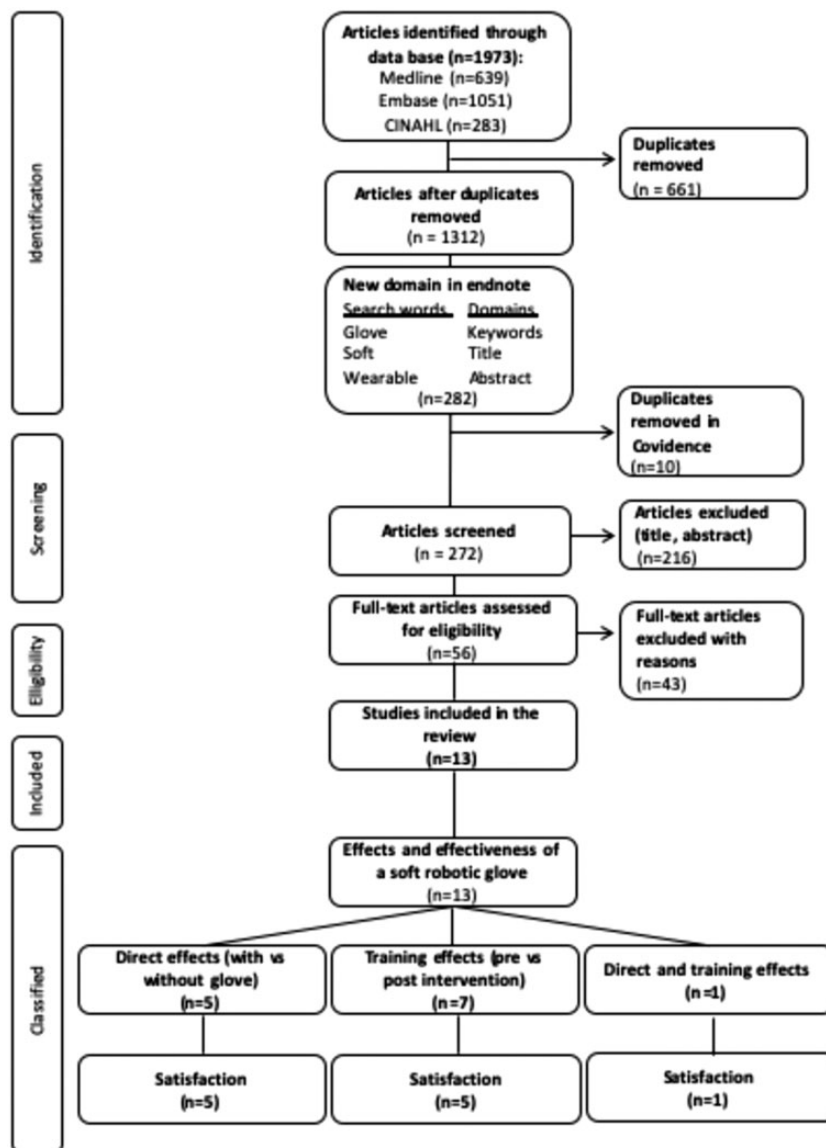 Identification
Articles identified through
data base (n=1973):
Medline (n=639)
Embase (n=1051)
CINAHL (n=283)
Duplicates
removed
(n = 661)
Articles after duplicates
removed
(n = 1312)
New domain in endnote
Search words Domains
Glove Keywords
Soft Title
Wearable Abstract
(n=282)
Duplicates
removed in
Covidence
(n=10)
Screening
Articles screened
(n = 272)
Articles excluded
(title, abstract)
(n=216)
Elligibility
Full-text articles assessed
for eligibility
(n=56)
Full-text articles
excluded with
reasons
(n=43)
Included
Studies included in the
review
(n=13)
Classified
Effects and effectiveness of
a soft robotic glove
(n=13)
Direct effects (with vs
without glove)
(n=5)
Training effects (pre vs
post intervention)
(n=7)
Direct and training effects
(n=1)
Satisfaction
(n=5)
Satisfaction
(n=5)
Satisfaction
(n=1)